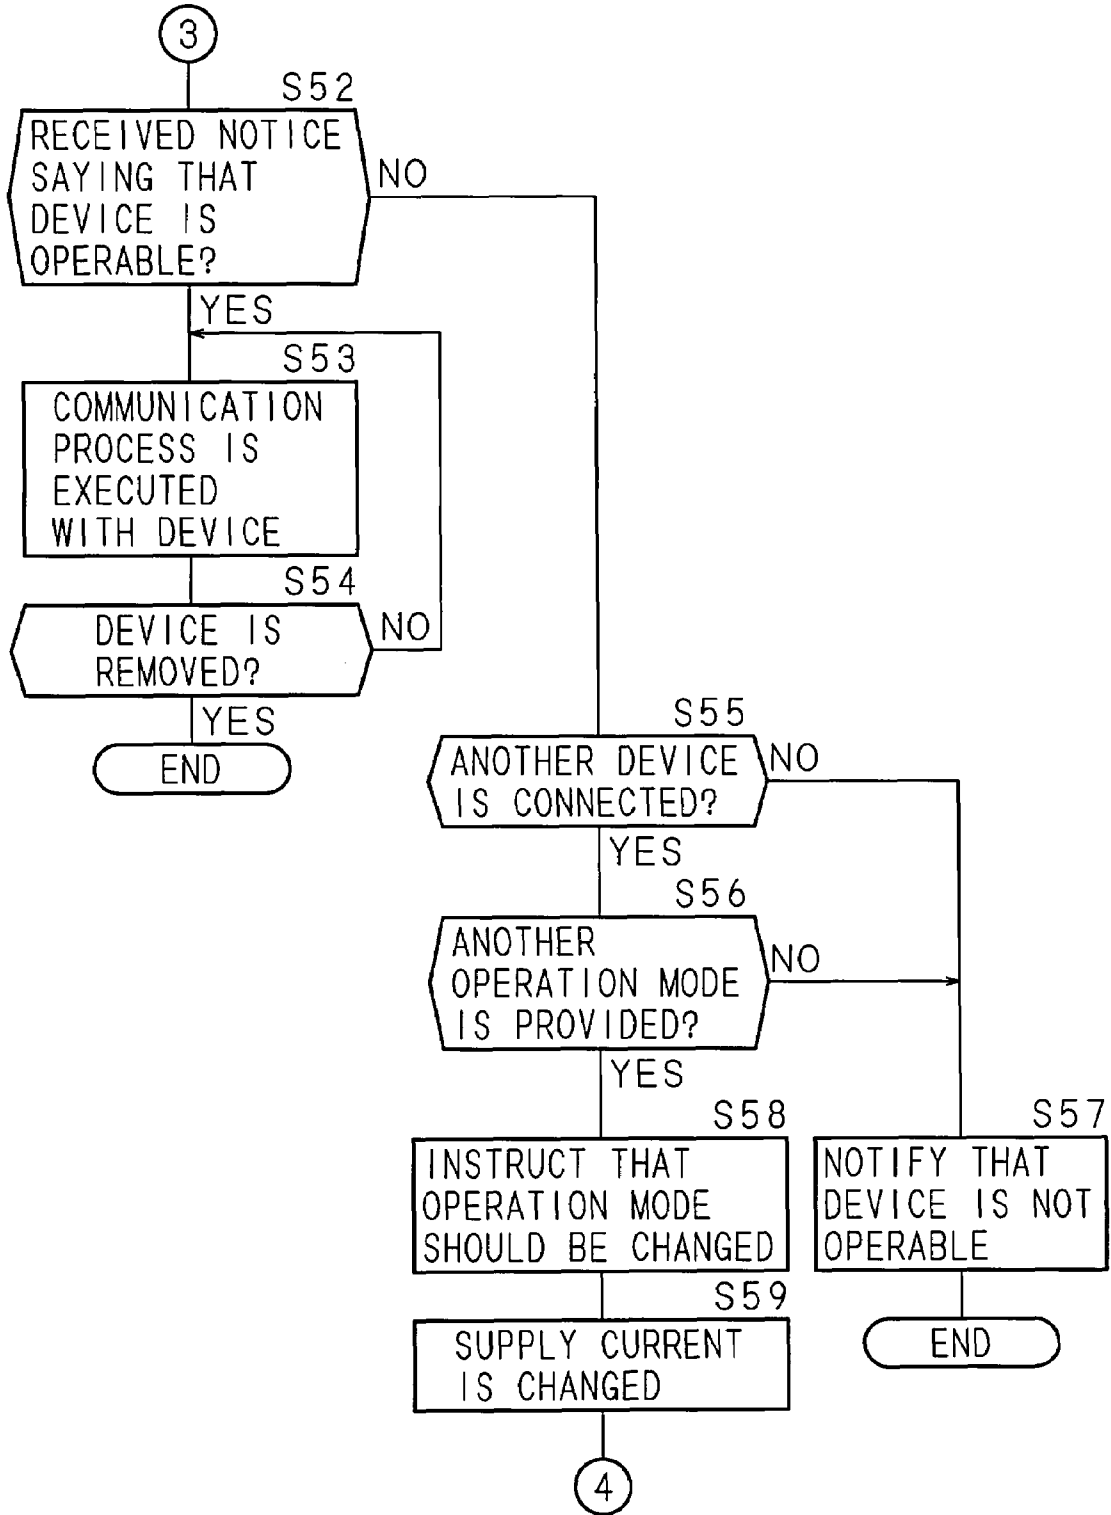 3
S52
RECEIVED NOTICE
SAYING THAT
DEVICE IS
OPERABLE?
NO
YES
S53
COMMUNICATION
PROCESS IS
EXECUTED
WITH DEVICE
S54
DEVICE IS
REMOVED?
NO
YES
END
S55
ANOTHER DEVICE
IS CONNECTED?
NO
YES
S56
ANOTHER
OPERATION MODE
IS PROVIDED?
NO
YES
S58
INSTRUCT THAT
OPERATION MODE
SHOULD BE CHANGED
S57
NOTIFY THAT
DEVICE IS NOT
OPERABLE
END
S59
SUPPLY CURRENT
IS CHANGED
4